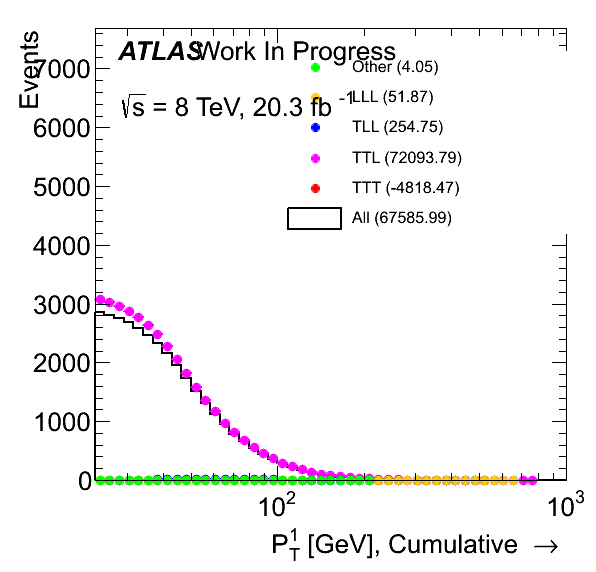 Events
ATLAS Work In Progress
√s = 8 TeV, 20.3 fb -1
Other (4.05)
LLL (51.87)
TLL (254.75)
TTL (72093.79)
TTT (-4818.47)
All (67585.99)
7000
6000
5000
4000
3000
2000
1000
0
10²
10³
P¹_T [GeV], Cumulative →